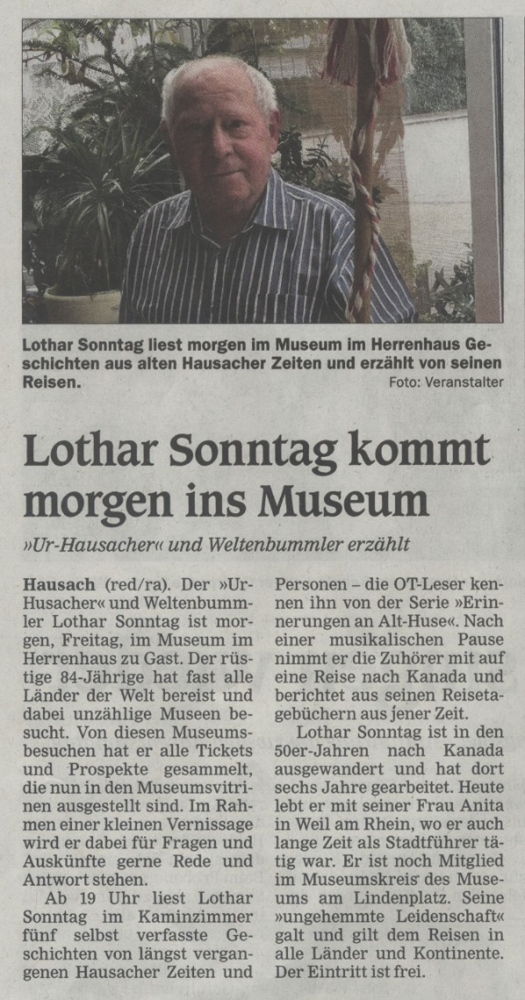 Lothar Sonntag liest morgen im Museum im Herrenhaus Ge-
schichten aus alten Hausacher Zeiten und erzählt von seinen
Reisen. Foto: Veranstalter
Lothar Sonntag kommt
morgen ins Museum
»Ur-Hausacher« und Weltenbummler erzählt
Hausach (red/ra). Der »Ur-
Husacher« und Weltenbumm-
ler Lothar Sonntag ist mor-
gen, Freitag, im Museum im
Herrenhaus zu Gast. Der rüs-
tige 84-Jährige hat fast alle
Länder der Welt bereist und
dabei unzählige Museen be-
sucht. Von diesen Museums-
besuchen hat er alle Tickets
und Prospekte gesammelt,
die nun in den Museumsvitri-
nen ausgestellt sind. Im Rah-
men einer kleinen Vernissage
wird er dabei für Fragen und
Auskünfte gerne Rede und
Antwort stehen.
Ab 19 Uhr liest Lothar
Sonntag im Kaminzimmer
fünf selbst verfasste Ge-
schichten von längst vergan-
genen Hausacher Zeiten und
Personen – die OT-Leser ken-
nen ihn von der Serie »Erin-
nerungen an Alt-Huse«. Nach
einer musikalischen Pause
nimmt er die Zuhörer mit auf
eine Reise nach Kanada und
berichtet aus seinen Reiseta-
gebüchern aus jener Zeit.
Lothar Sonntag ist in den
50er-Jahren nach Kanada
ausgewandert und hat dort
sechs Jahre gearbeitet. Heute
lebt er mit seiner Frau Anita
in Weil am Rhein, wo er auch
lange Zeit als Stadtführer tä-
tig war. Er ist noch Mitglied
im Museumskreis des Muse-
ums am Lindenplatz. Seine
»ungehemmte Leidenschaft«
galt und gilt dem Reisen in
alle Länder und Kontinente.
Der Eintritt ist frei.